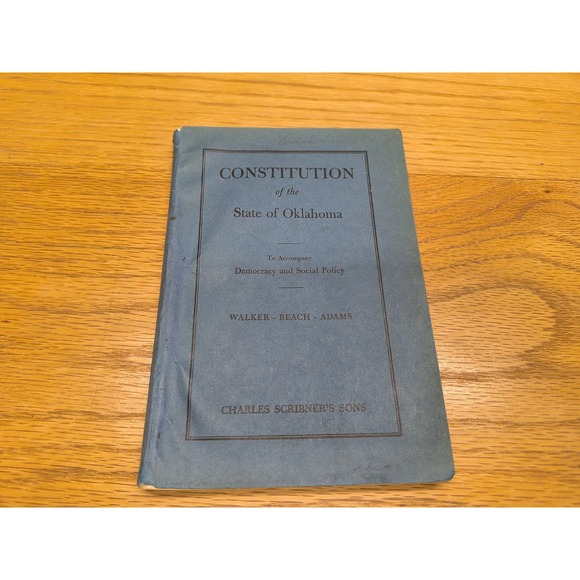 CONSTITUTION
of the
State of Oklahoma
To Accompany
Democracy and Social Policy
WALKER - BEACH - ADAMS
CHARLES SCRIBNER'S SONS